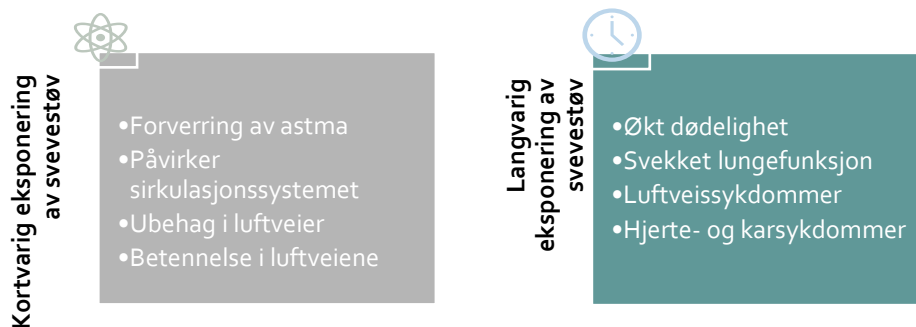 Kortvarig eksponering
av svevestøv
•Forverring av astma
•Påvirker
sirkulasjonssystemet
•Ubehag i luftveier
•Betennelse i luftveiene
Langvarig
eksponering av
svevestøv
•Økt dødelighet
•Svekket lungefunksjon
•Luftveissykdommer
•Hjerte- og karsykdommer